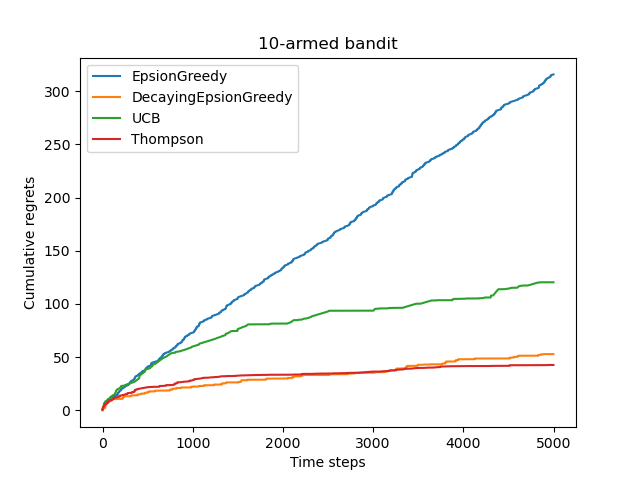 10-armed bandit
EpsionGreedy
DecayingEpsionGreedy
UCB
Thompson
Cumulative regrets
300
250
200
150
100
50
0
0 1000 2000 3000 4000 5000
Time steps